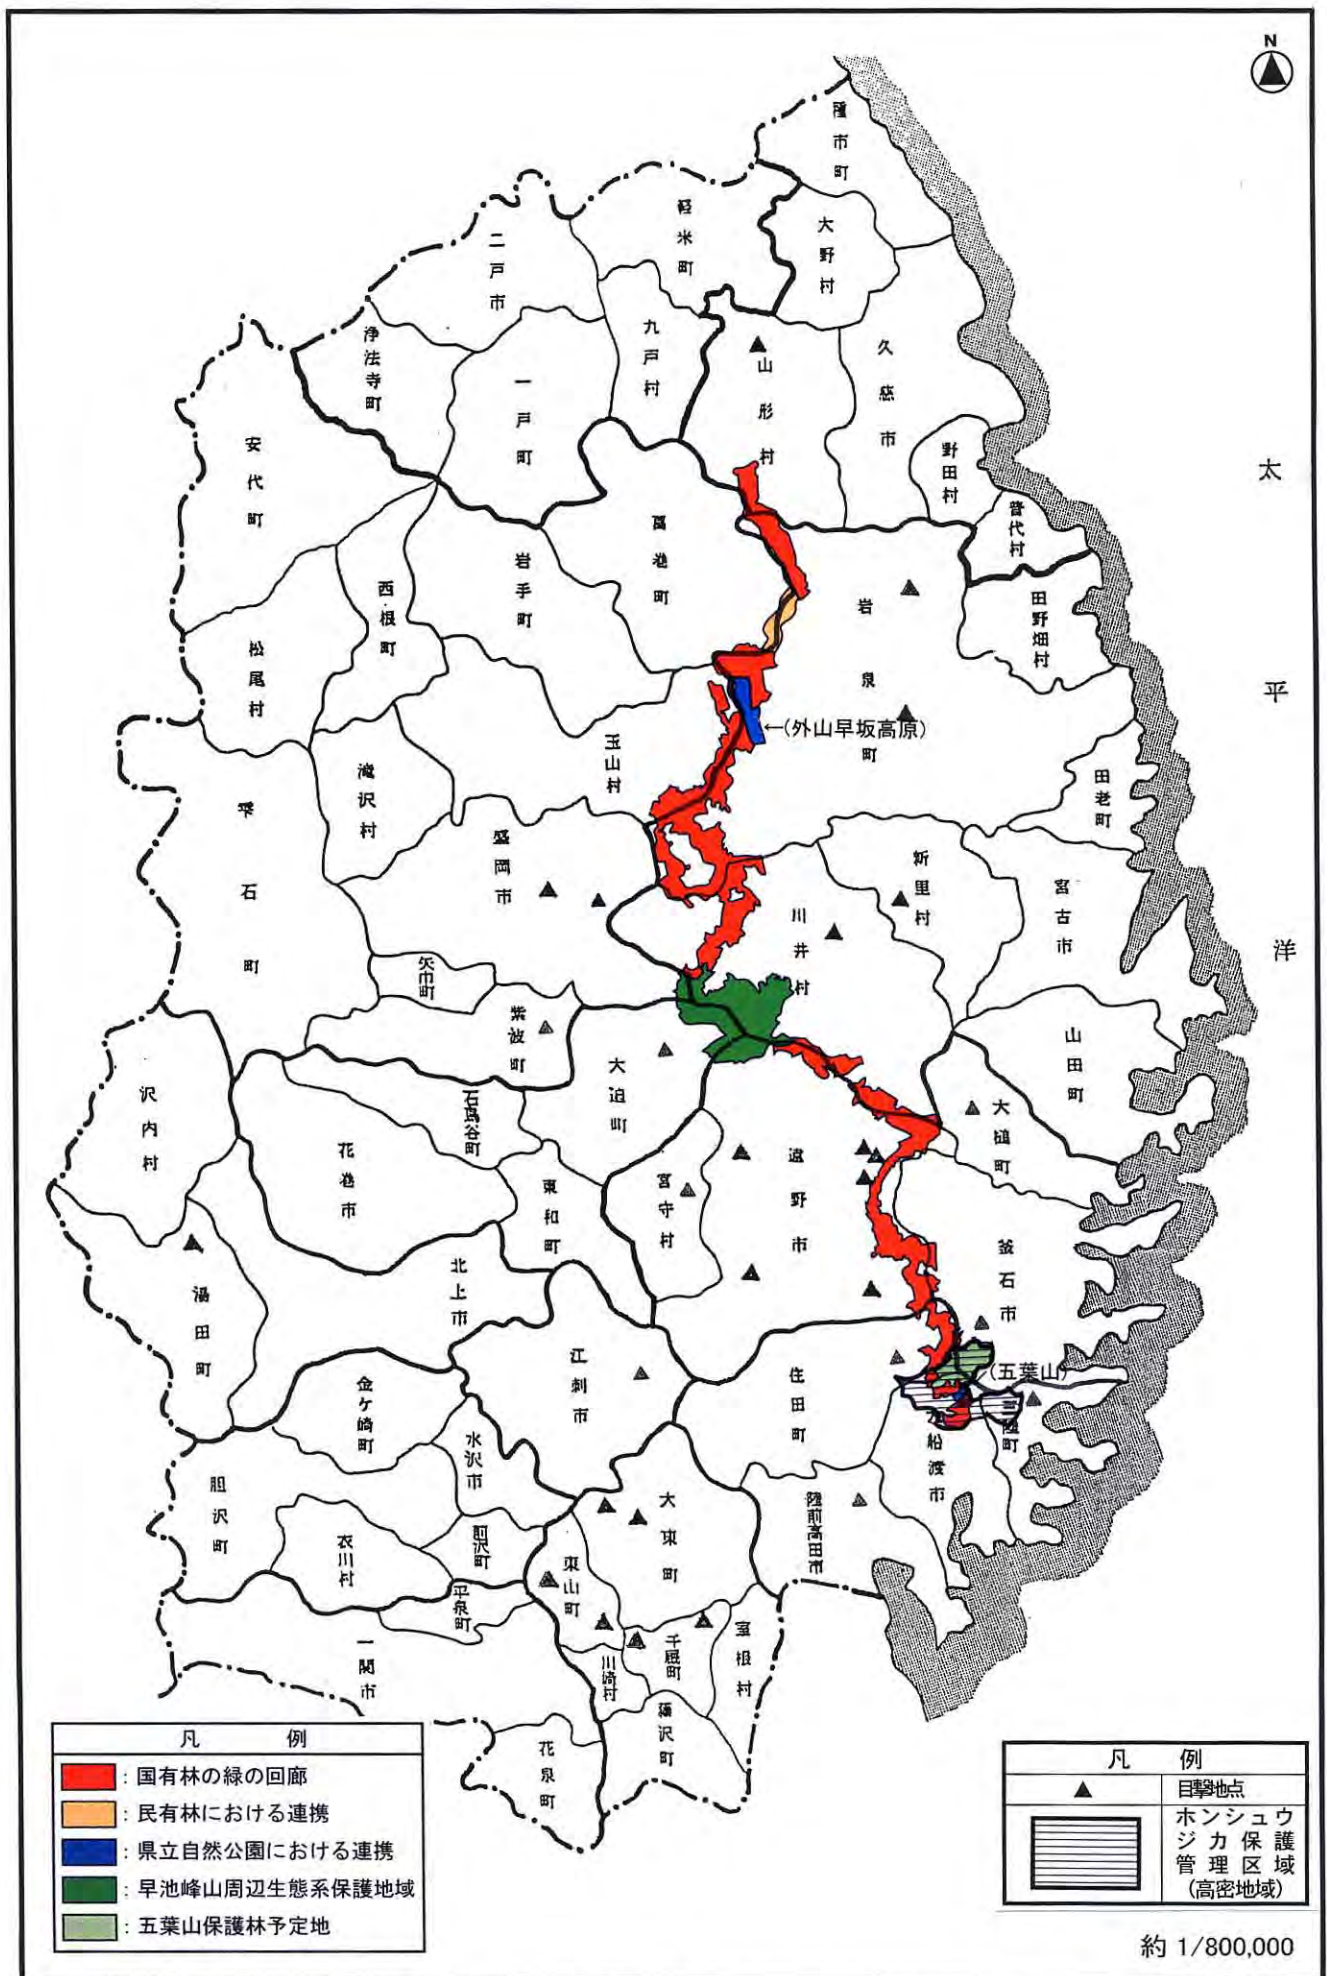 N
種市町
軽米町
大野村
二戸市
九戸村
浄法寺町
一戸町
山形村
久慈市
安代町
野田村
普代村
葛巻町
岩手町
西根町
田野畑村
岩泉町
松尾村
←(外山早坂高原)
玉山村
滝沢村
田老町
雫石町
盛岡市
新里村
宮古市
川井村
矢巾町
紫波町
山田町
大迫町
大槌町
沢内村
石鳥谷町
花巻市
東和町
宮守村
遠野市
釜石市
北上市
湯田町
江刺市
住田町
(五葉山)
三陸町
金ケ崎町
水沢市
大船渡市
胆沢町
大東町
陸前高田市
衣川村
前沢町
東山町
平泉町
千厩町
室根村
川崎村
一関市
藤沢町
花泉町
太平洋
凡 例
: 国有林の緑の回廊
: 民有林における連携
: 県立自然公園における連携
: 早池峰山周辺生態系保護地域
: 五葉山保護林予定地
凡 例
目撃地点
ホンシュウ
ジカ保護
管理区域
(高密地域)
約 1/800,000